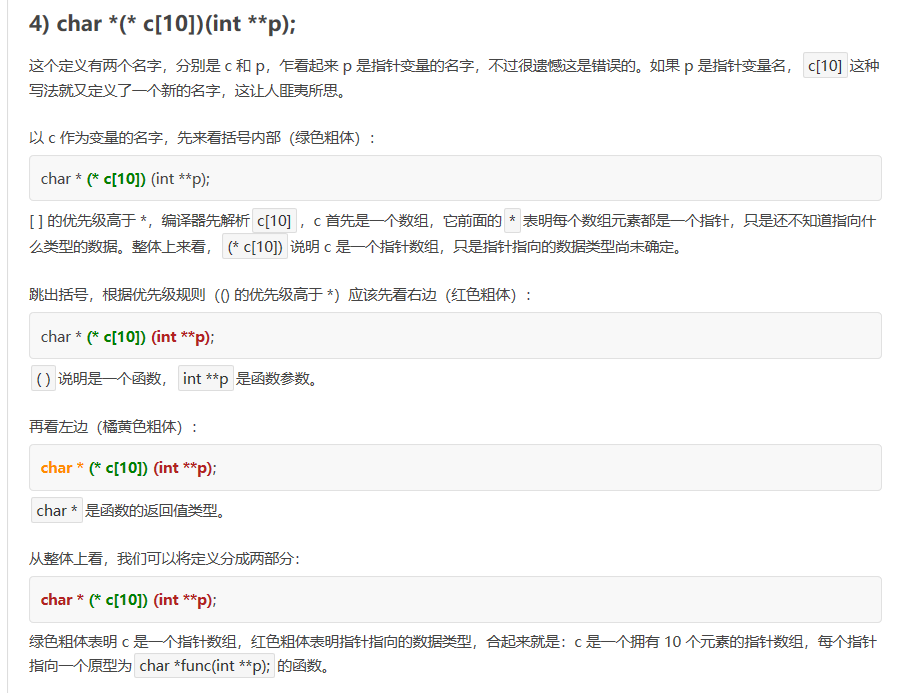 4) char *(* c[10])(int **p);
这个定义有两个名字，分别是 c 和 p，乍看起来 p 是指针变量的名字，不过很遗憾这是错误的。如果 p 是指针变量名， c[10] 这种
写法就又定义了一个新的名字，这让人匪夷所思。
以 c 作为变量的名字，先来看括号内部（绿色粗体）：
char * (* c[10]) (int **p);
[ ] 的优先级高于 *，编译器先解析 c[10] ，c 首先是一个数组，它前面的 * 表明每个数组元素都是一个指针，只是还不知道指向什
么类型的数据。整体上来看， (* c[10]) 说明 c 是一个指针数组，只是指针指向的数据类型尚未确定。
跳出括号，根据优先级规则（() 的优先级高于 *）应该先看右边（红色粗体）：
char * (* c[10]) (int **p);
( ) 说明是一个函数， int **p 是函数参数。
再看左边（橘黄色粗体）：
char * (* c[10]) (int **p);
char * 是函数的返回值类型。
从整体上看，我们可以将定义分成两部分：
char * (* c[10]) (int **p);
绿色粗体表明 c 是一个指针数组，红色粗体表明指针指向的数据类型，合起来就是：c 是一个拥有 10 个元素的指针数组，每个指针
指向一个原型为 char *func(int **p); 的函数。